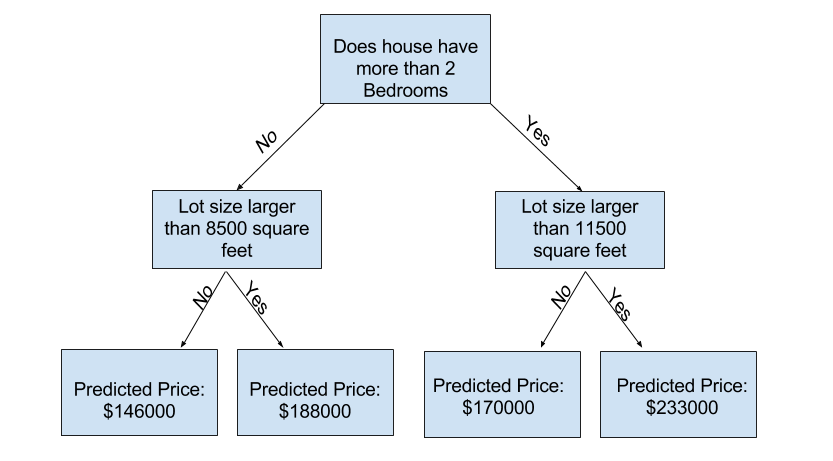 Does house have
more than 2
Bedrooms
No
Yes
Lot size larger
than 8500 square
feet
Lot size larger
than 11500
square feet
No
Yes
No
Yes
Predicted Price:
$146000
Predicted Price:
$188000
Predicted Price:
$170000
Predicted Price:
$233000